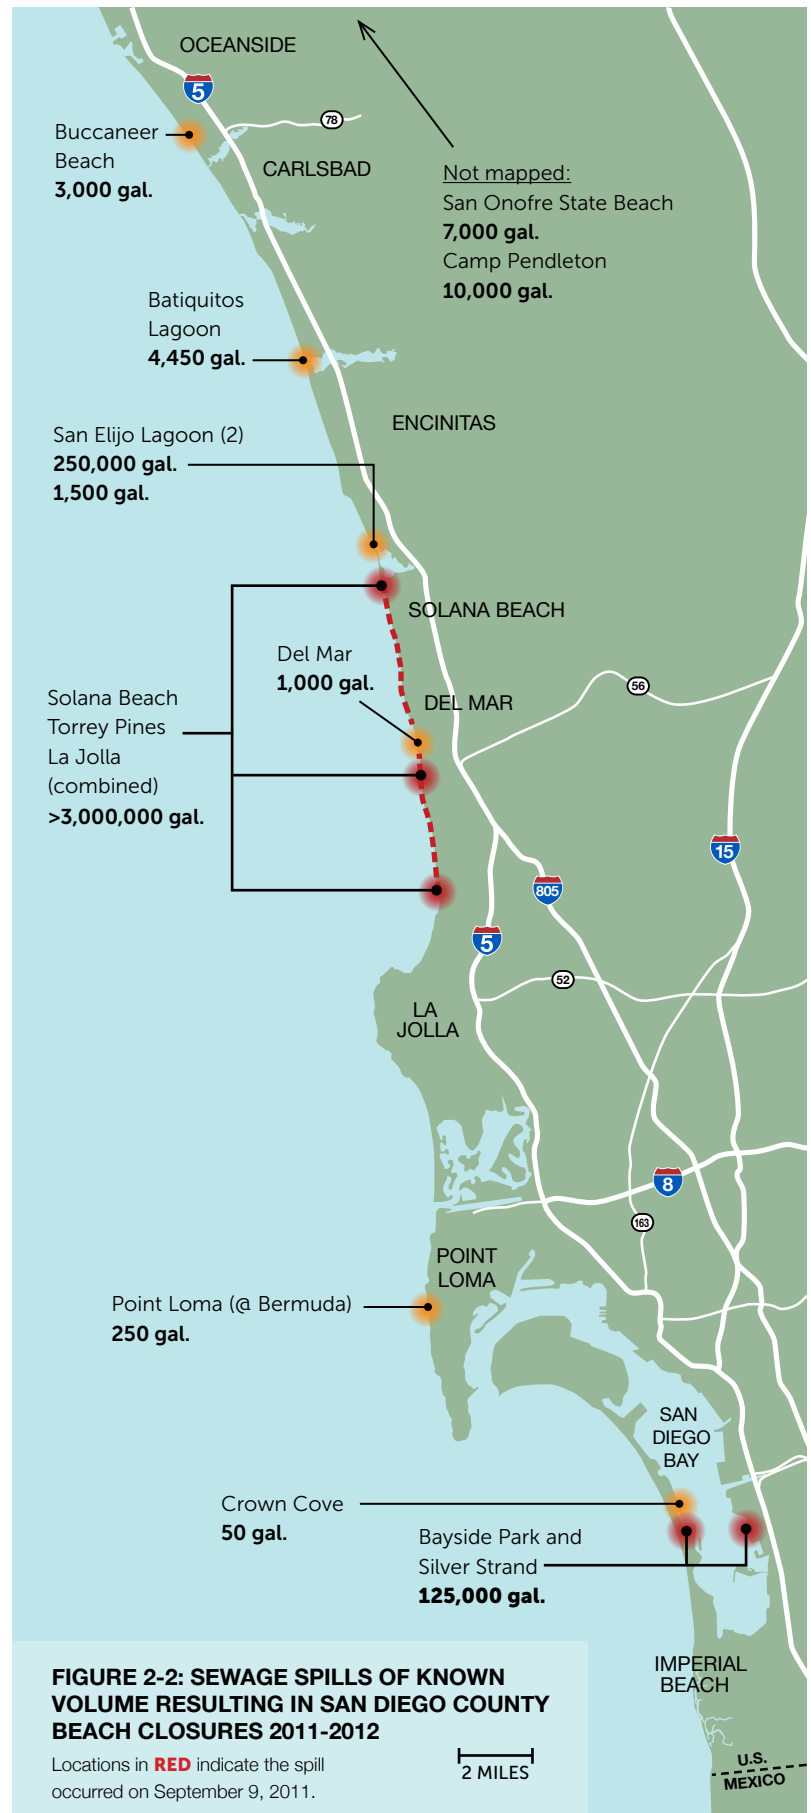 OCEANSIDE
5
78
Buccaneer
Beach
3,000 gal.
CARLSBAD
Not mapped:
San Onofre State Beach
7,000 gal.
Camp Pendleton
10,000 gal.
Batiquitos
Lagoon
4,450 gal.
ENCINITAS
San Elijo Lagoon (2)
250,000 gal.
1,500 gal.
SOLANA BEACH
Del Mar
1,000 gal.
56
DEL MAR
Solana Beach
Torrey Pines
La Jolla
(combined)
>3,000,000 gal.
15
805
5
52
LA
JOLLA
8
163
POINT
LOMA
Point Loma (@ Bermuda)
250 gal.
SAN
DIEGO
BAY
Crown Cove
50 gal.
Bayside Park and
Silver Strand
125,000 gal.
IMPERIAL
BEACH
FIGURE 2-2: SEWAGE SPILLS OF KNOWN
VOLUME RESULTING IN SAN DIEGO COUNTY
BEACH CLOSURES 2011-2012
Locations in RED indicate the spill
occurred on September 9, 2011.
2 MILES
U.S.
MEXICO